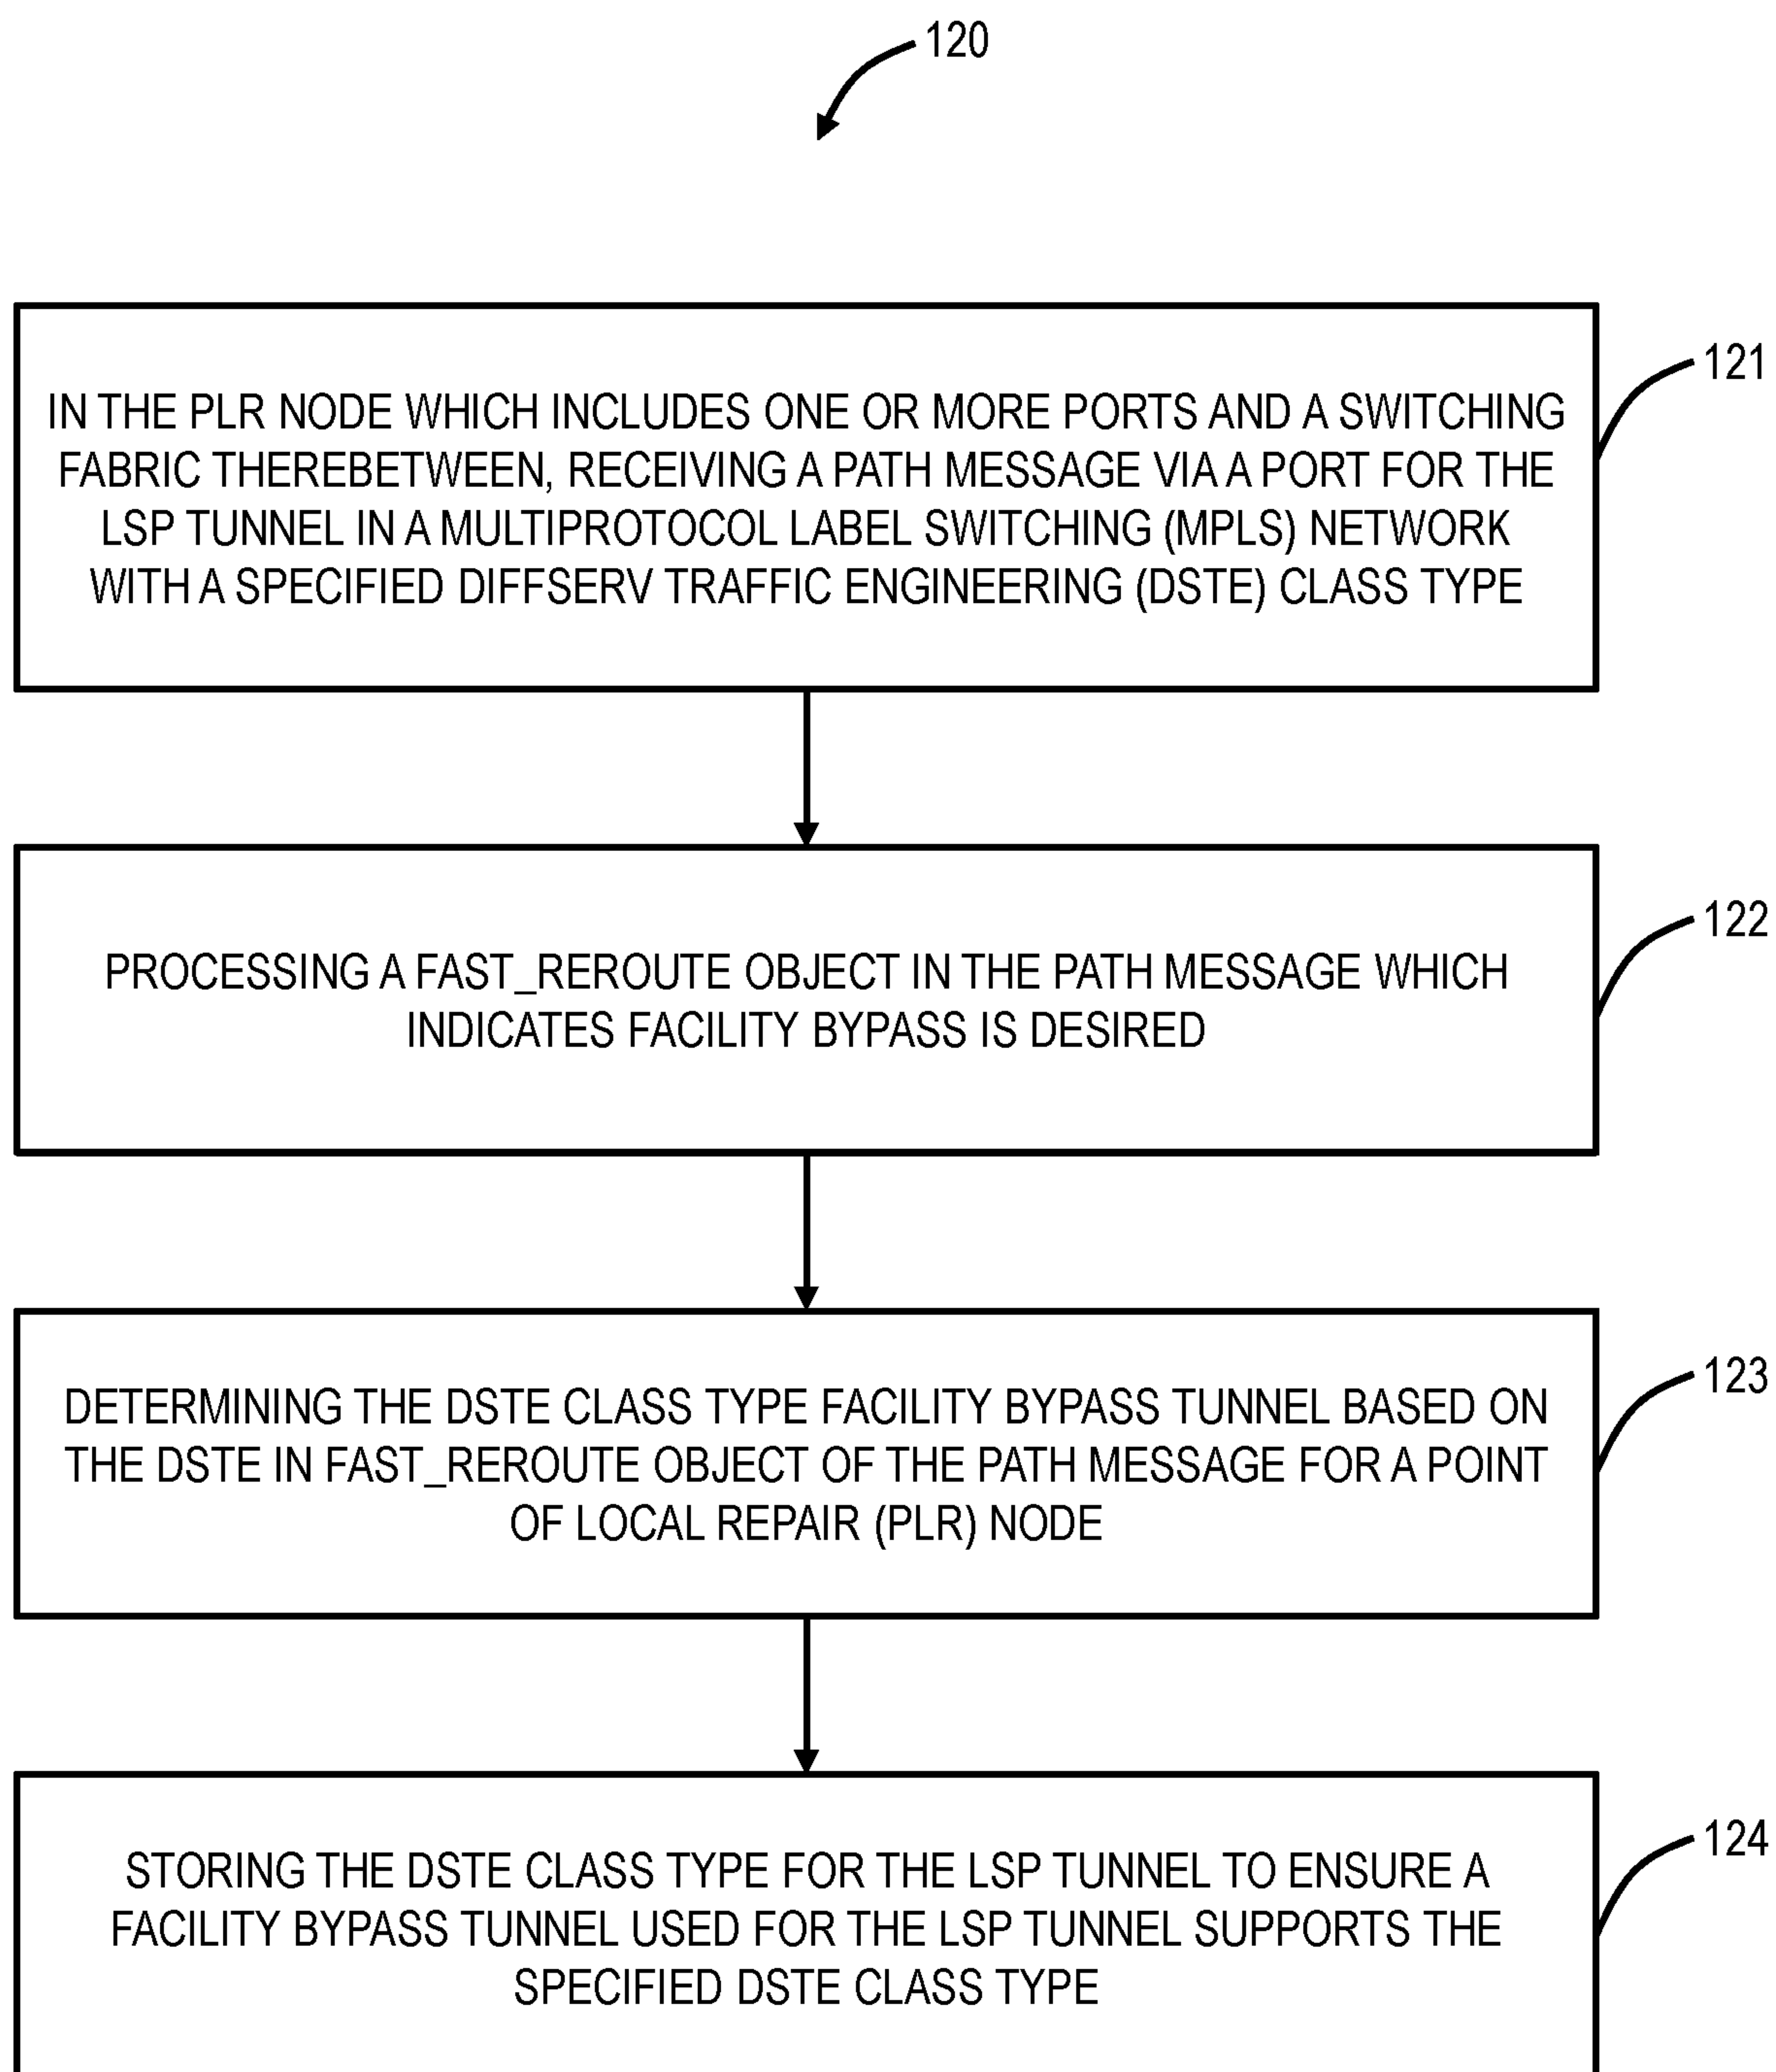 120
IN THE PLR NODE WHICH INCLUDES ONE OR MORE PORTS AND A SWITCHING
FABRIC THEREBETWEEN, RECEIVING A PATH MESSAGE VIA A PORT FOR THE
LSP TUNNEL IN A MULTIPROTOCOL LABEL SWITCHING (MPLS) NETWORK
WITH A SPECIFIED DIFFSERV TRAFFIC ENGINEERING (DSTE) CLASS TYPE
121
PROCESSING A FAST_REROUTE OBJECT IN THE PATH MESSAGE WHICH
INDICATES FACILITY BYPASS IS DESIRED
122
DETERMINING THE DSTE CLASS TYPE FACILITY BYPASS TUNNEL BASED ON
THE DSTE IN FAST_REROUTE OBJECT OF THE PATH MESSAGE FOR A POINT
OF LOCAL REPAIR (PLR) NODE
123
STORING THE DSTE CLASS TYPE FOR THE LSP TUNNEL TO ENSURE A
FACILITY BYPASS TUNNEL USED FOR THE LSP TUNNEL SUPPORTS THE
SPECIFIED DSTE CLASS TYPE
124